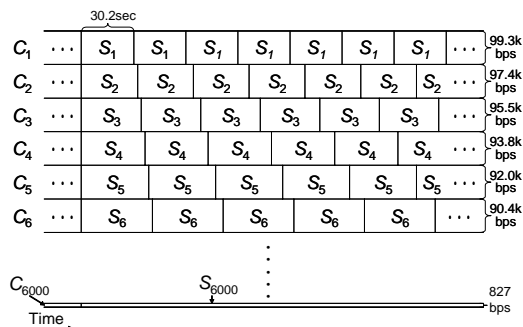 30.2sec
C1 ··· S1 S1 S1 S1 S1 S1 ··· 99.3k bps
C2 ··· S2 S2 S2 S2 S2 S2 S2 ··· 97.4k bps
C3 ··· S3 S3 S3 S3 S3 S3 ··· 95.5k bps
C4 ··· S4 S4 S4 S4 S4 S4 ··· 93.8k bps
C5 ··· S5 S5 S5 S5 S5 S5 ··· 92.0k bps
C6 ··· S6 S6 S6 S6 S6 ··· 90.4k bps
C6000 S6000 827 bps
Time